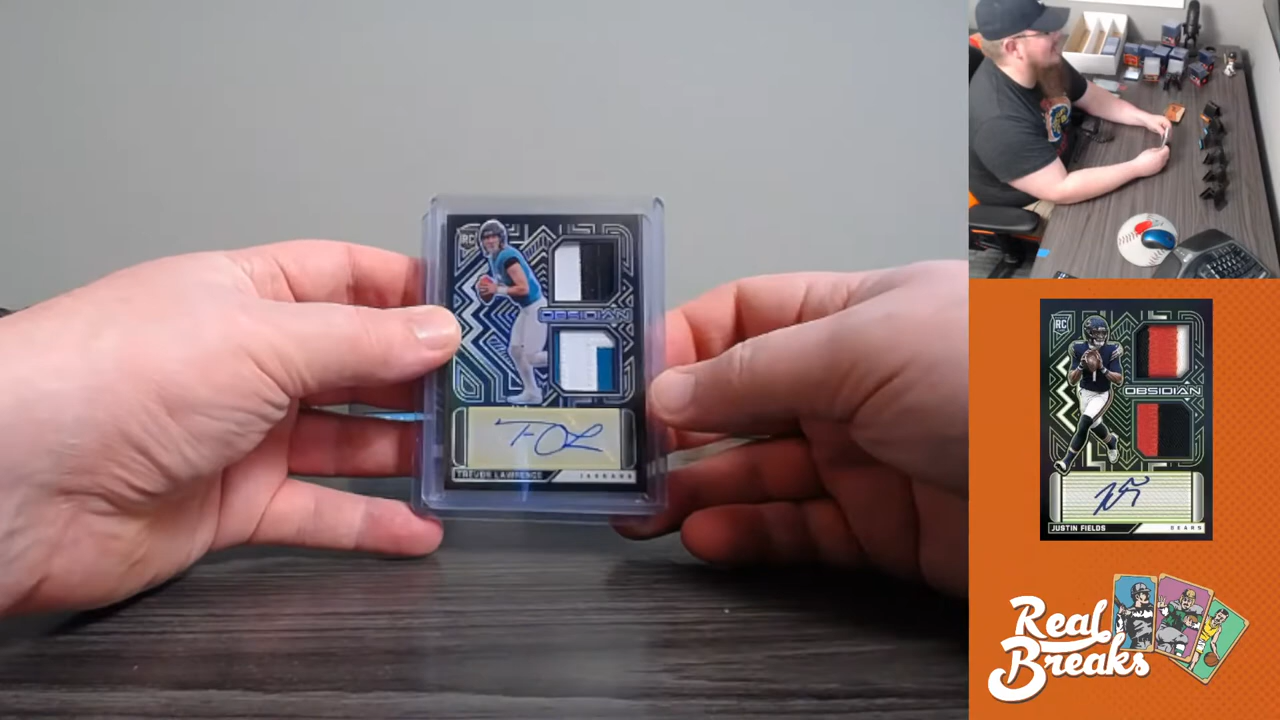 RC
OBSIDIAN
TREVOR LAWRENCE
JAGUARS
RC
OBSIDIAN
JUSTIN FIELDS
BEARS
Real
Breaks